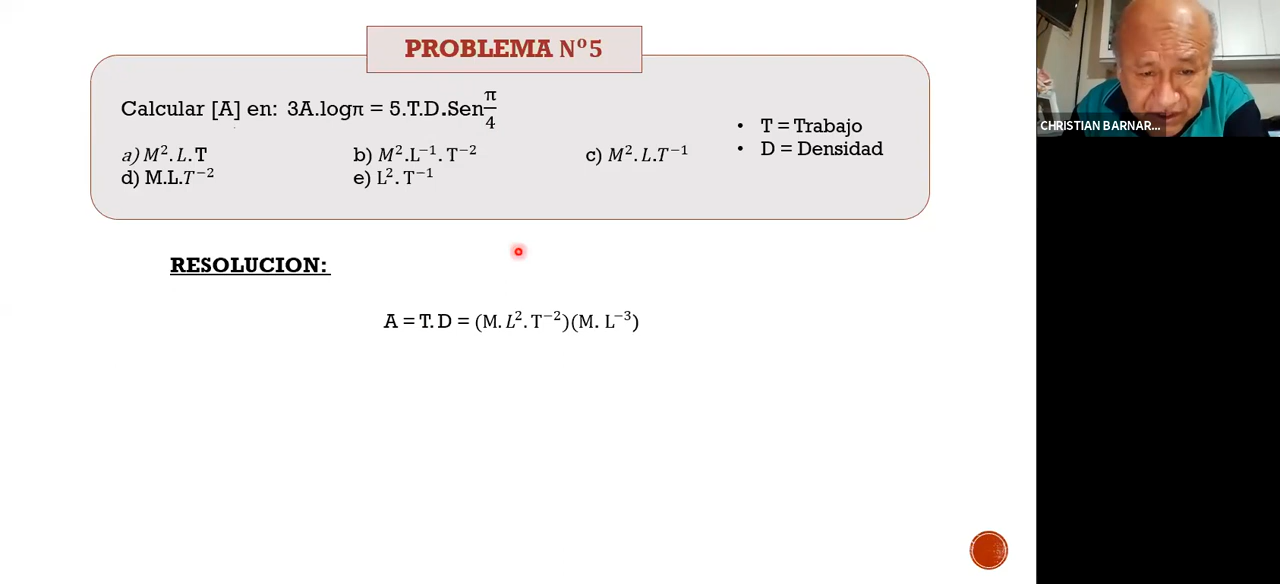 PROBLEMA Nº5
Calcular [A] en: 3A.logπ = 5.T.D.Sen π/4
• T = Trabajo
• D = Densidad
a) M².L.T b) M².L⁻¹.T⁻² c) M².L.T⁻¹
d) M.L.T⁻² e) L².T⁻¹
RESOLUCION:
A = T.D = (M.L².T⁻²)(M.L⁻³)
CHRISTIAN BARNAR...